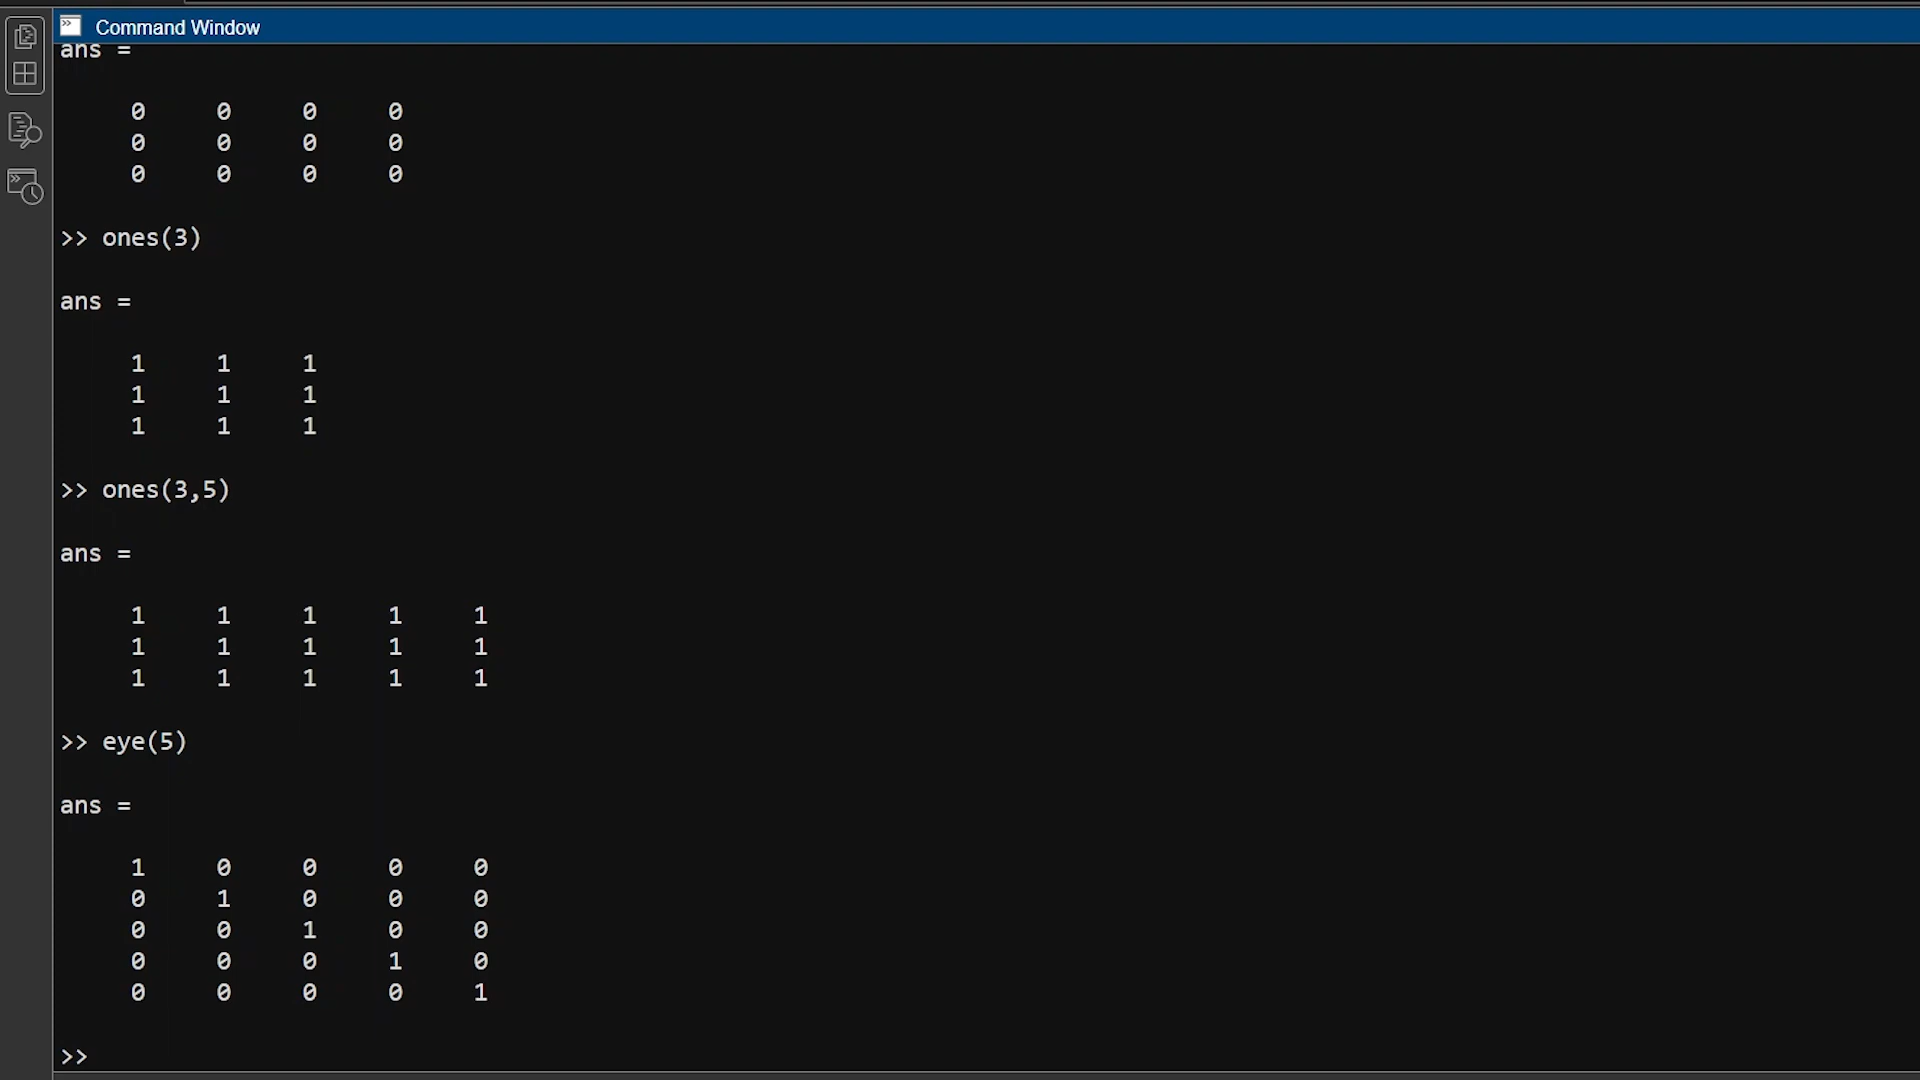 Command Window
ans =
0 0 0 0
0 0 0 0
0 0 0 0
>> ones(3)
ans =
1 1 1
1 1 1
1 1 1
>> ones(3,5)
ans =
1 1 1 1 1
1 1 1 1 1
1 1 1 1 1
>> eye(5)
ans =
1 0 0 0 0
0 1 0 0 0
0 0 1 0 0
0 0 0 1 0
0 0 0 0 1
>>